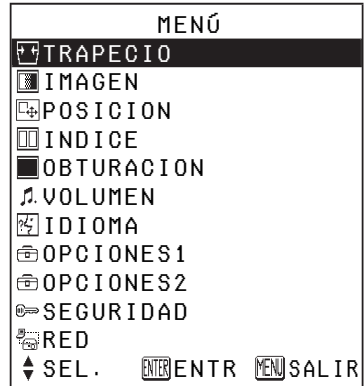 MENÚ
TRAPECIO
IMAGEN
POSICION
INDICE
OBTURACION
VOLUMEN
IDIOMA
OPCIONES1
OPCIONES2
SEGURIDAD
RED
SEL. ENTER ENTR MENU SALIR